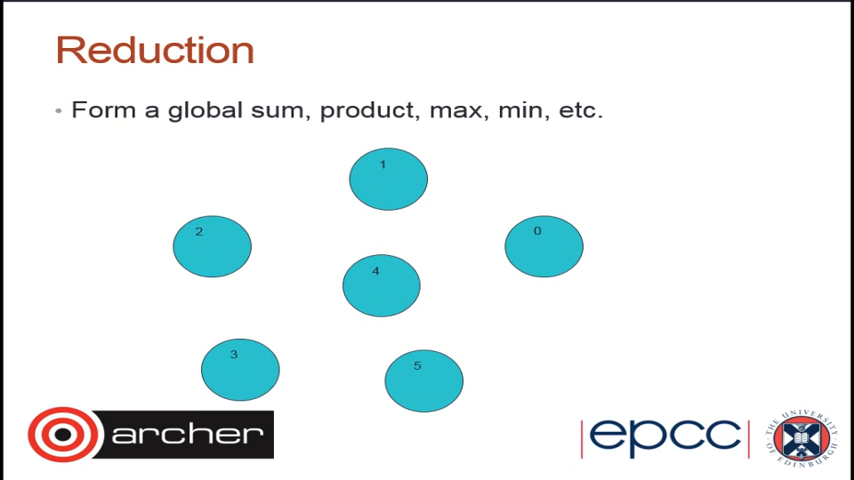 Reduction
• Form a global sum, product, max, min, etc.
1
2
0
4
3
5
archer
epcc
THE UNIVERSITY OF EDINBURGH